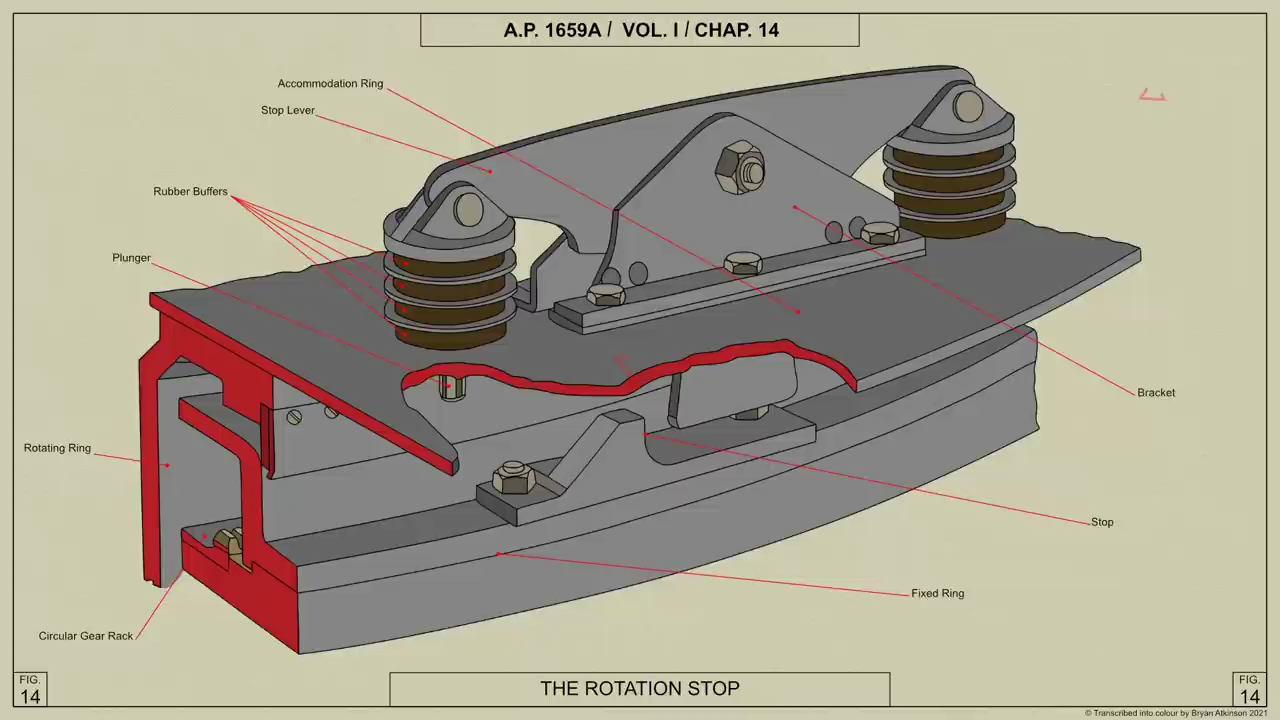 A.P. 1659A / VOL. I / CHAP. 14
Accommodation Ring
Stop Lever
Rubber Buffers
Plunger
Bracket
Rotating Ring
Stop
Fixed Ring
Circular Gear Rack
FIG.
14
THE ROTATION STOP
FIG.
14
© Transcribed into colour by Bryan Atkinson 2021